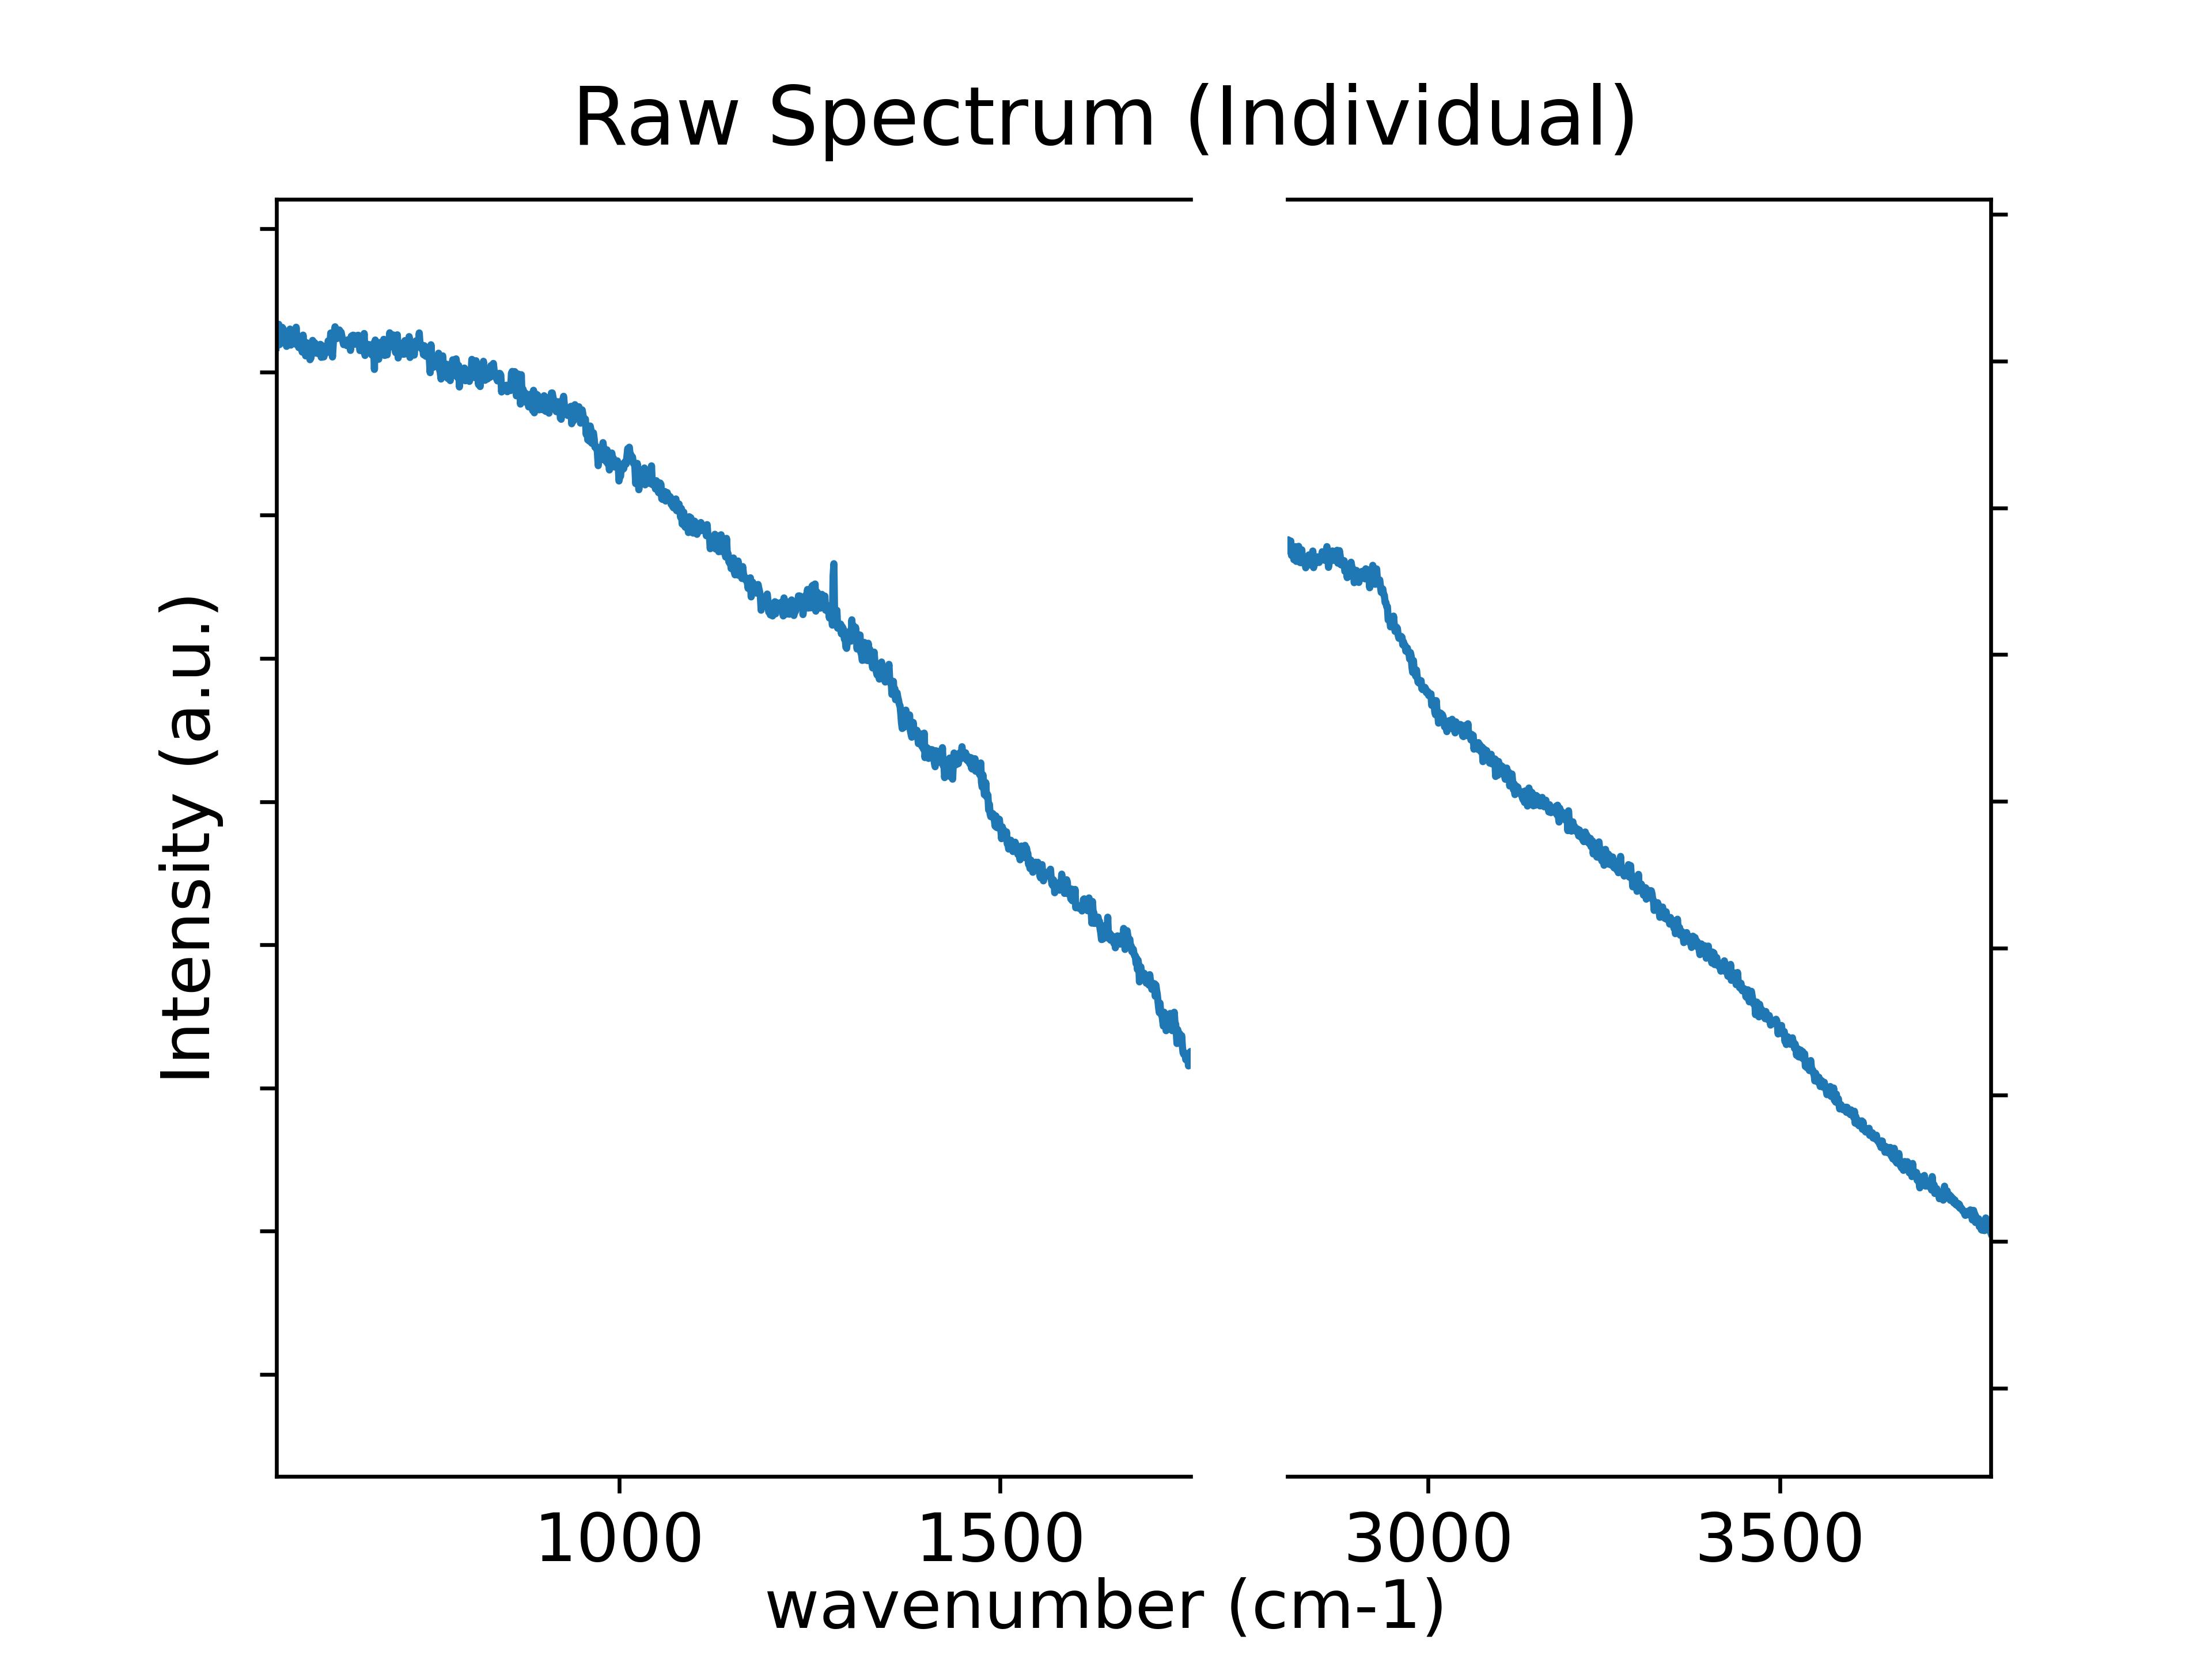 Raw Spectrum (Individual)
Intensity (a.u.)
1000 1500 3000 3500
wavenumber (cm-1)